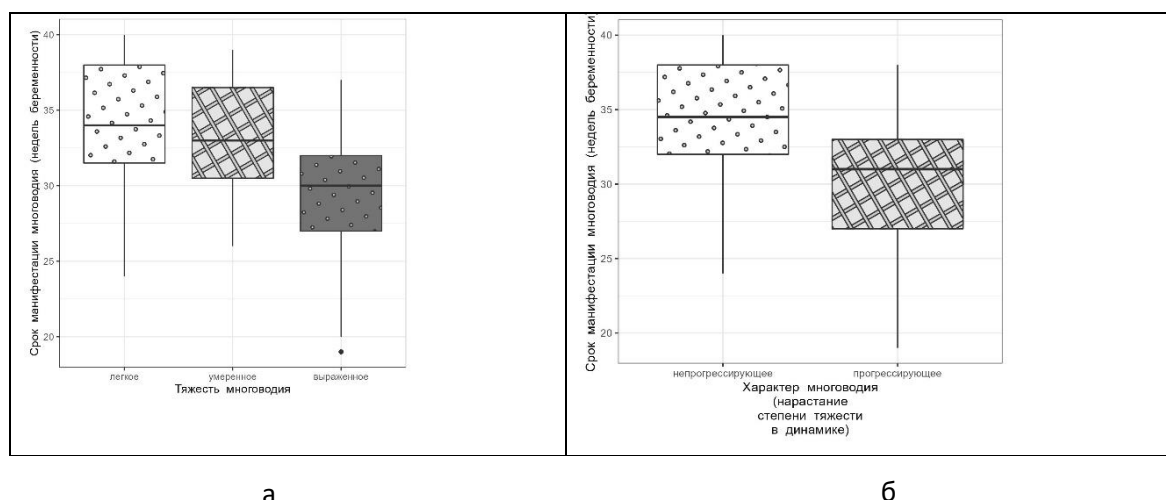 Срок манифестации многоводия (недель беременности)
40
35
30
25
20
легкое умеренное выраженное
Тяжесть многоводия
Срок манифестации многоводия (недель беременности)
40
35
30
25
20
непрогрессирующее прогрессирующее
Характер многоводия
(нарастание
степени тяжести
в динамике)
а б